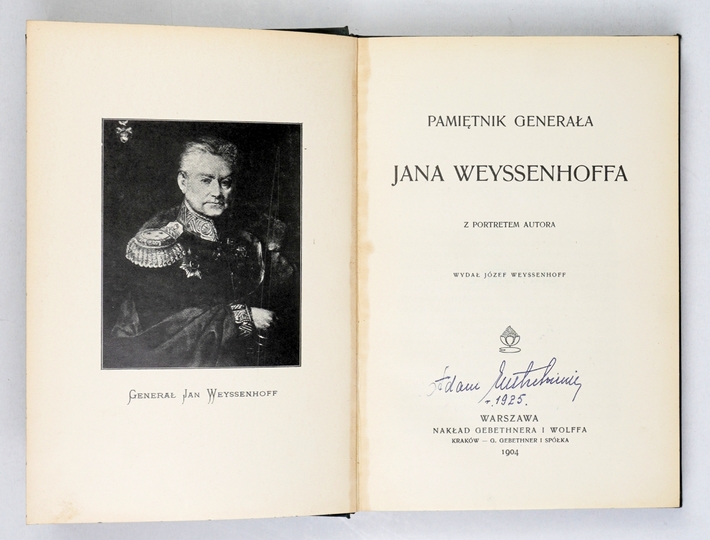 GENERAŁ JAN WEYSSENHOFF
PAMIĘTNIK GENERAŁA
JANA WEYSSENHOFFA
Z PORTRETEM AUTORA
WYDAŁ JÓZEF WEYSSENHOFF
Adam
r. 1925.
WARSZAWA
NAKŁAD GEBETHNERA I WOLFFA
KRAKÓW — G. GEBETHNER I SPÓŁKA
1904